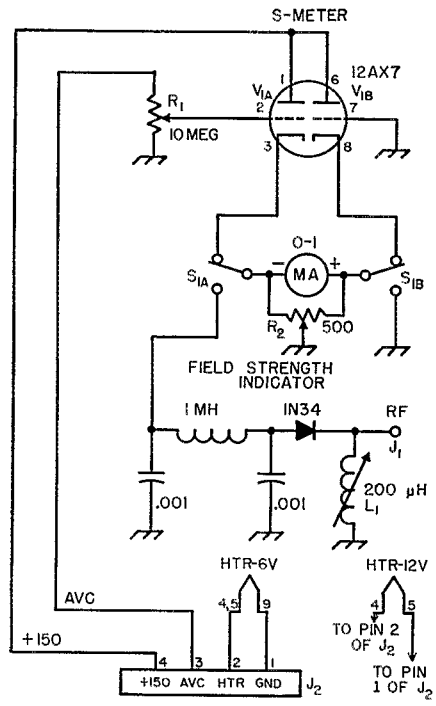 S-METER
12AX7
1
6
V1A
V1B
2
7
R1
10 MEG
3
8
0-1
S1A
- MA +
S1B
R2
500
FIELD STRENGTH
INDICATOR
1 MH
1N34
RF
J1
.001
.001
200 µH
L1
HTR-6V
HTR-12V
4,5
9
4
5
AVC
TO PIN 2
OF J2
+150
4
3
2
1
TO PIN
1 OF J2
+150 AVC HTR GND
J2